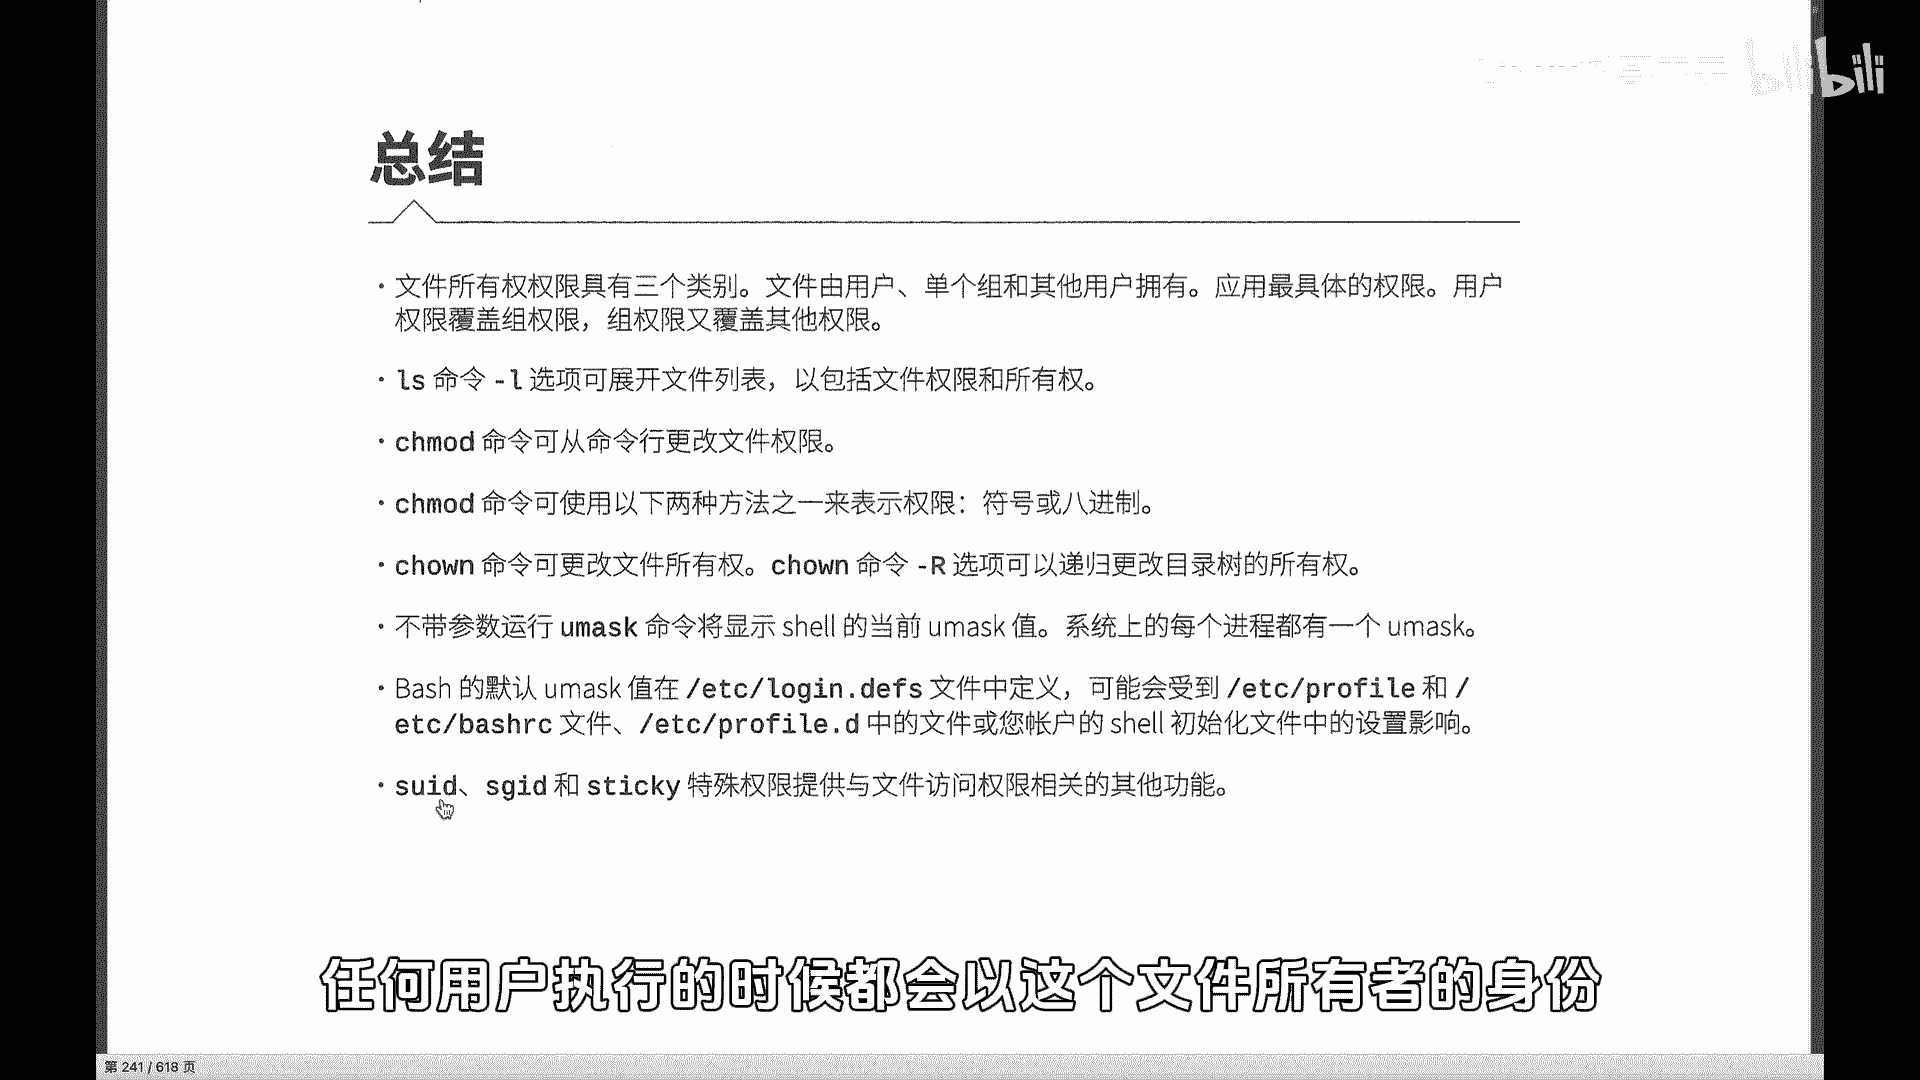 bilibili
总结
· 文件所有权权限具有三个类别。文件由用户、单个组和其他用户拥有。应用最具体的权限。用户
权限覆盖组权限，组权限又覆盖其他权限。
· ls 命令 -l 选项可展开文件列表，以包括文件权限和所有权。
· chmod 命令可从命令行更改文件权限。
· chmod 命令可使用以下两种方法之一来表示权限：符号或八进制。
· chown 命令可更改文件所有权。chown 命令 -R 选项可以递归更改目录树的所有权。
· 不带参数运行 umask 命令将显示 shell 的当前 umask 值。系统上的每个进程都有一个 umask。
· Bash 的默认 umask 值在 /etc/login.defs 文件中定义，可能会受到 /etc/profile 和 /
etc/bashrc 文件、/etc/profile.d 中的文件或您帐户的 shell 初始化文件中的设置影响。
· suid、sgid 和 sticky 特殊权限提供与文件访问权限相关的其他功能。
任何用户执行的时候都会以这个文件所有者的身份
第 241 / 618 页